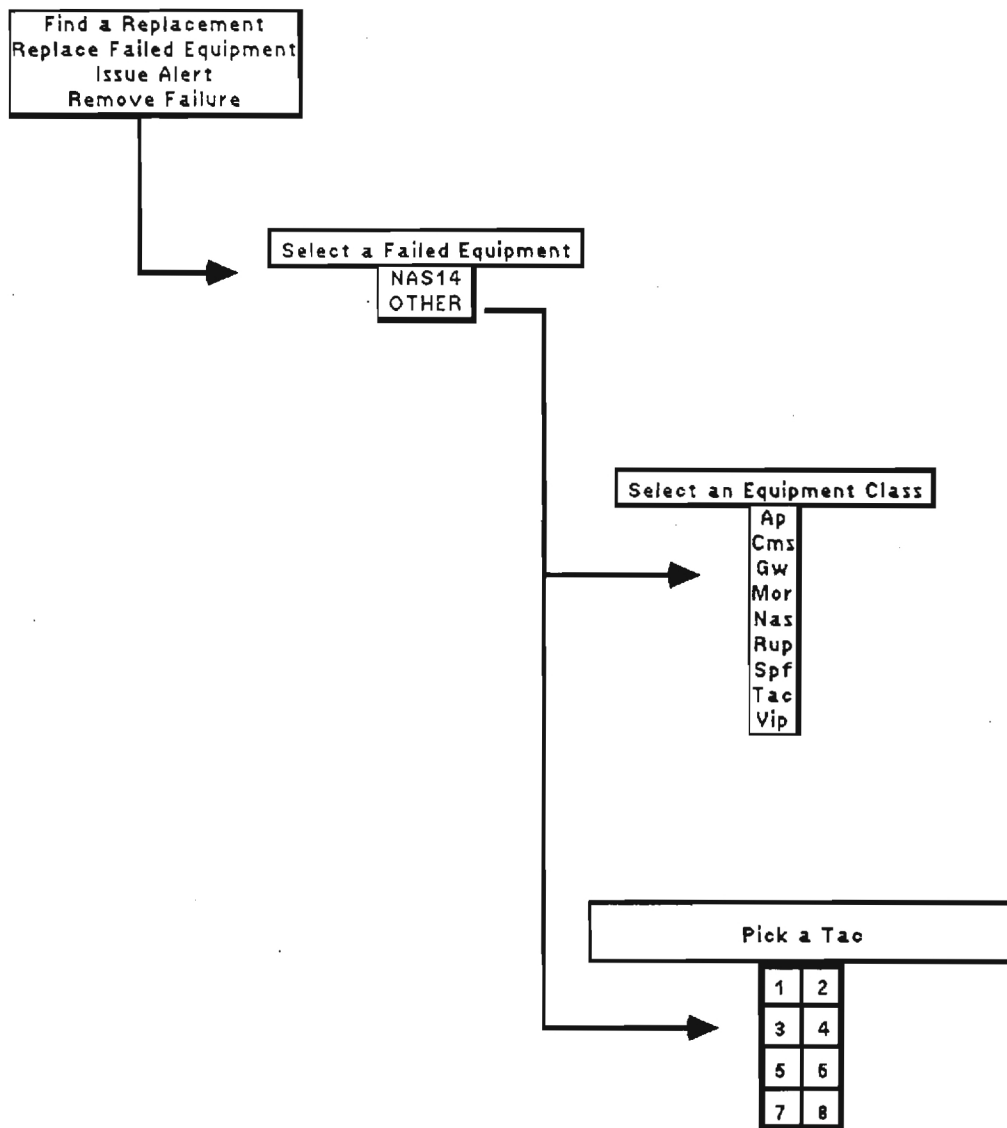 Find a Replacement
Replace Failed Equipment
Issue Alert
Remove Failure
Select a Failed Equipment
NAS14
OTHER
Select an Equipment Class
Ap
Cms
Gw
Mor
Nas
Rup
Spf
Tac
Vip
Pick a Tac
1 2
3 4
5 6
7 8